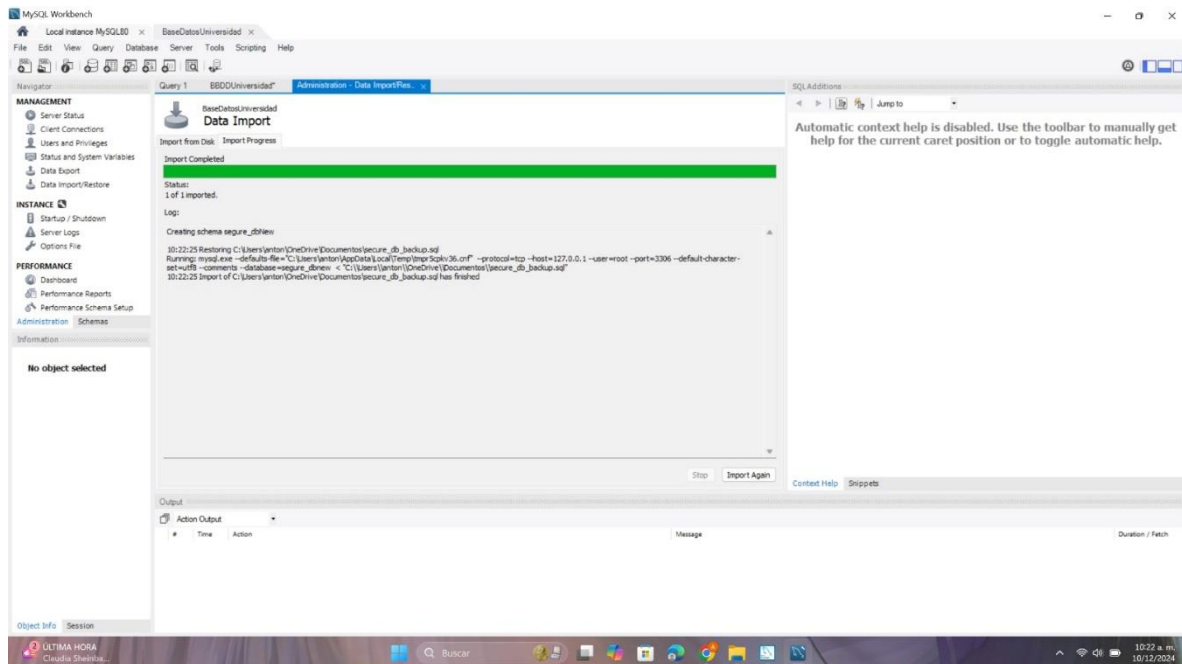 MySQL Workbench
Local instance MySQL80 ×
BaseDatosUniversidad ×
File Edit View Query Database Server Tools Scripting Help
Navigator
MANAGEMENT
Server Status
Client Connections
Users and Privileges
Status and System Variables
Data Export
Data Import/Restore
INSTANCE
Startup / Shutdown
Server Logs
Options File
PERFORMANCE
Dashboard
Performance Reports
Performance Schema Setup
Administration Schemas
Information
No object selected
Object Info Session
Query 1 BBDDUniversidad* Administration - Data Import/Res... ×
BaseDatosUniversidad
Data Import
Import from Disk Import Progress
Import Completed
Status:
1 of 1 imported.
Log:
Creating schema segure_dbNew
10:22:25 Restoring C:\Users\anton\OneDrive\Documentos\secure_db_backup.sql
Running: mysql.exe --defaults-file="C:\Users\anton\AppData\Local\Temp\tmpr5cpkv36.cnf" --protocol=tcp --host=127.0.0.1 --user=root --port=3306 --default-character-
set=utf8 --comments --database=segure_dbnew < "C:\\Users\\anton\\OneDrive\\Documentos\\secure_db_backup.sql"
10:22:25 Import of C:\Users\anton\OneDrive\Documentos\secure_db_backup.sql has finished
Stop Import Again
SQLAdditions
Jump to
Automatic context help is disabled. Use the toolbar to manually get
help for the current caret position or to toggle automatic help.
Context Help Snippets
Output
Action Output
# Time Action Message Duration / Fetch
2
ÚLTIMA HORA
Claudia Sheinba...
Buscar
10:22 a. m.
10/12/2024